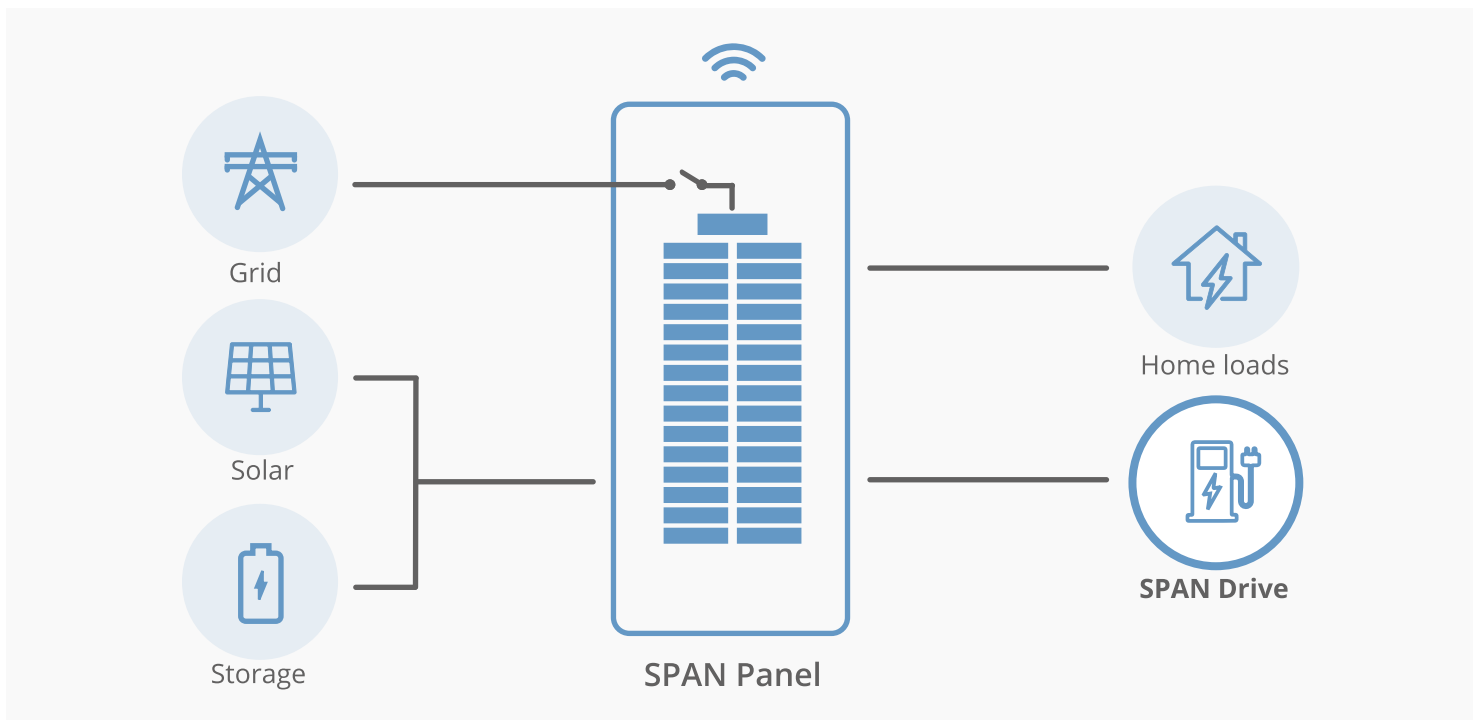 Grid
Solar
Storage
SPAN Panel
Home loads
SPAN Drive